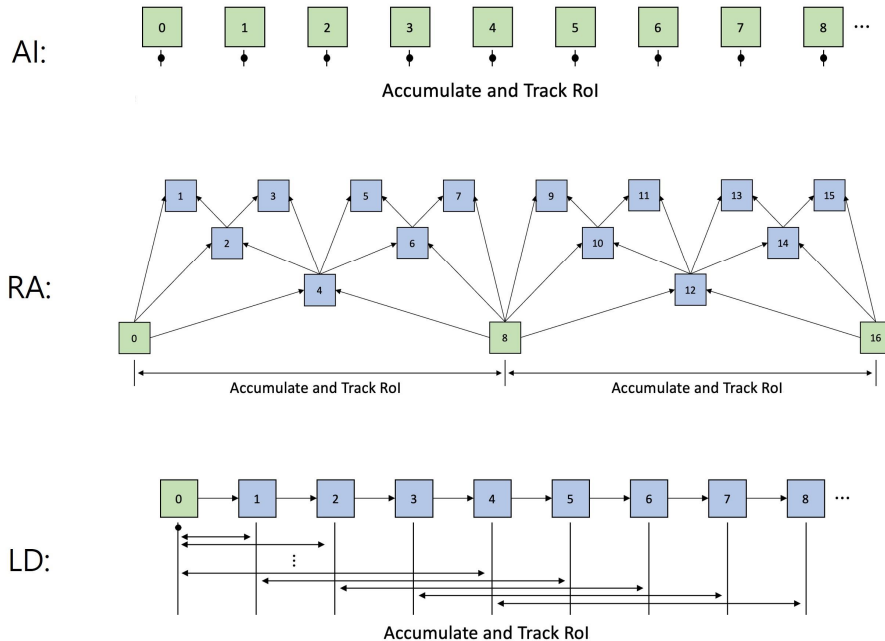 AI:
0 1 2 3 4 5 6 7 8 ...
Accumulate and Track RoI
RA:
1 3 5 7 9 11 13 15
2 6 10 14
4 12
0 8 16
Accumulate and Track RoI Accumulate and Track RoI
LD:
0 1 2 3 4 5 6 7 8 ...
⋮
Accumulate and Track RoI